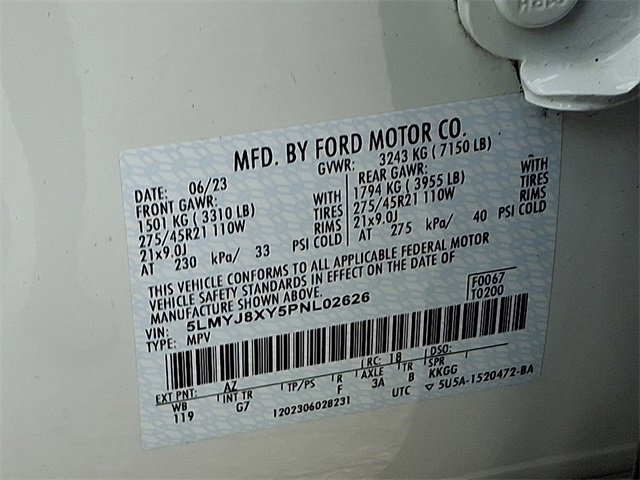 MFD. BY FORD MOTOR CO.
DATE: 06/23 GVWR: 3243 KG ( 7150 LB)
FRONT GAWR: REAR GAWR:
1501 KG ( 3310 LB) WITH 1794 KG ( 3955 LB) WITH
275/45R21 110W TIRES 275/45R21 110W TIRES
21x9.0J RIMS 21x9.0J RIMS
AT 230 kPa/ 33 PSI COLD AT 275 kPa/ 40 PSI COLD
THIS VEHICLE CONFORMS TO ALL APPLICABLE FEDERAL MOTOR
VEHICLE SAFETY STANDARDS IN EFFECT ON THE DATE OF
MANUFACTURE SHOWN ABOVE.
VIN: 5LMYJ8XY5PNL02626 F0067
TYPE: MPV T0200
EXT PNT: AZ RC: 18 DSO:
WB INT TR TP/PS R AXLE TR SPR
119 G7 F 3A B KKGG
1202306028231 UTC ▽ 5U5A-1520472-BA